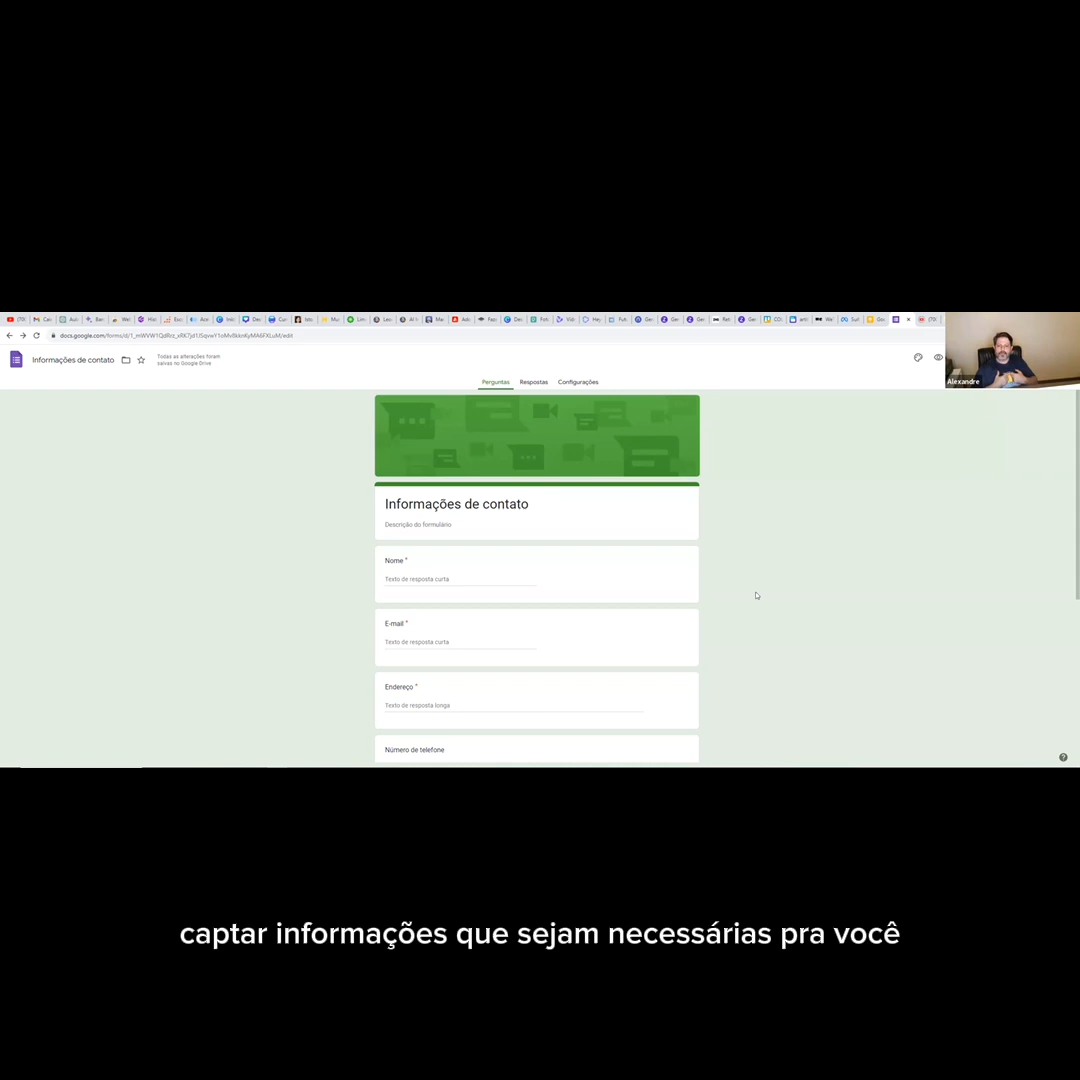 docs.google.com/forms/d/
Informações de contato
Todas as alterações foram
salvas no Google Drive
Alexandre
Perguntas Respostas Configurações
Informações de contato
Descrição do formulário
Nome *
Texto de resposta curta
E-mail *
Texto de resposta curta
Endereço *
Texto de resposta longa
Número de telefone
captar informações que sejam necessárias pra você